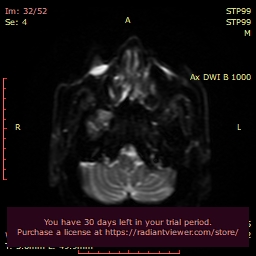 Im: 32/52
Se: 4
A
STP99
STP99
M
Ax DWI B 1000
R
L
You have 30 days left in your trial period.
Purchase a license at https://radiantviewer.com/store/